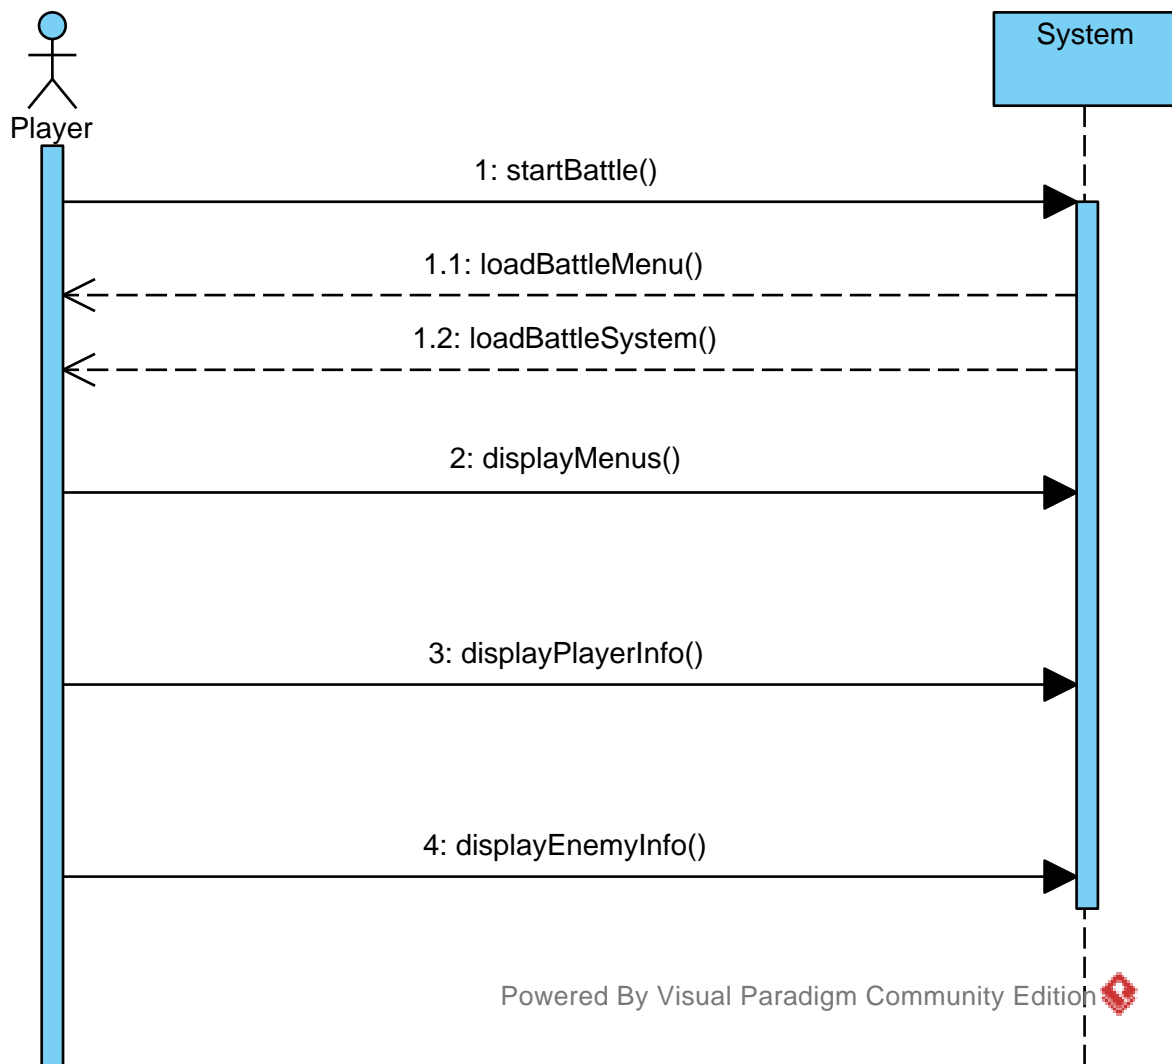 System
Player
1: startBattle()
1.1: loadBattleMenu()
1.2: loadBattleSystem()
2: displayMenus()
3: displayPlayerInfo()
4: displayEnemyInfo()
Powered By Visual Paradigm Community Edition